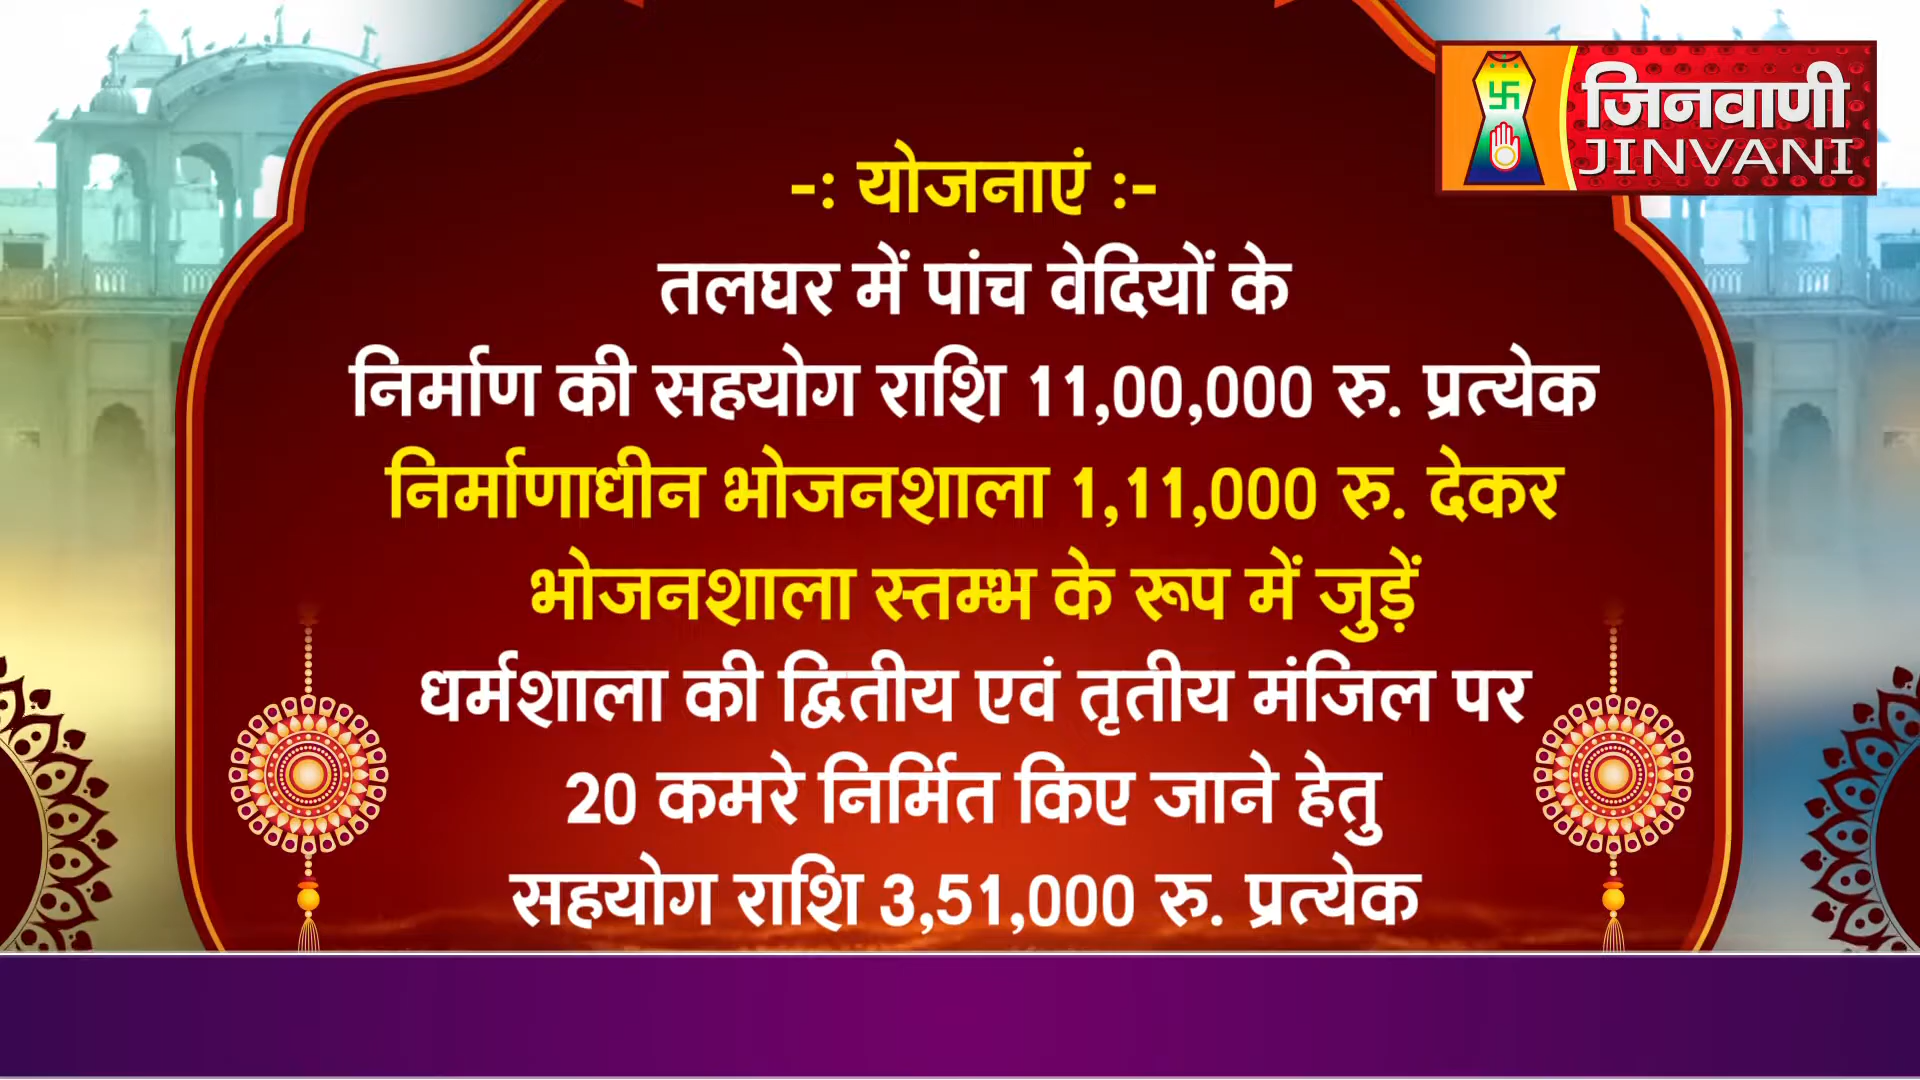 जिनवाणी
JINVANI
-: योजनाएं :-
तलघर में पांच वेदियों के
निर्माण की सहयोग राशि 11,00,000 रु. प्रत्येक
निर्माणाधीन भोजनशाला 1,11,000 रु. देकर
भोजनशाला स्तम्भ के रूप में जुड़ें
धर्मशाला की द्वितीय एवं तृतीय मंजिल पर
20 कमरे निर्मित किए जाने हेतु
सहयोग राशि 3,51,000 रु. प्रत्येक